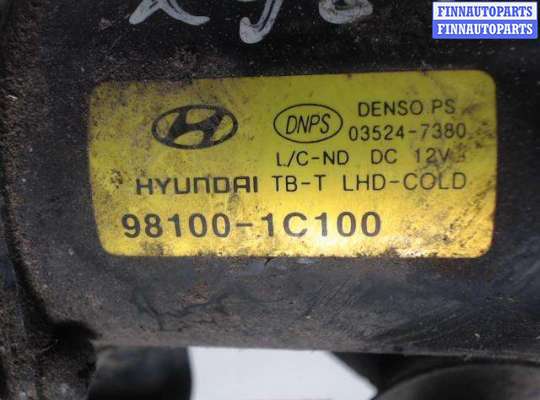 FINNAUTOPARTS
FINNAUTOPARTS
DNPS
DENSO PS
03524-7380
L/C-ND DC 12V
HYUNDAI TB-T LHD-COLD
98100-1C100